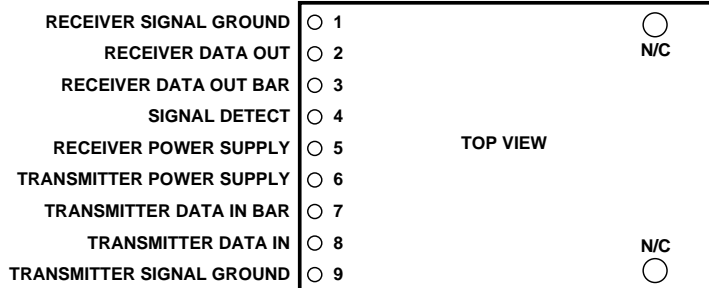 RECEIVER SIGNAL GROUND 1
N/C
RECEIVER DATA OUT 2
RECEIVER DATA OUT BAR 3
SIGNAL DETECT 4
RECEIVER POWER SUPPLY 5
TOP VIEW
TRANSMITTER POWER SUPPLY 6
TRANSMITTER DATA IN BAR 7
TRANSMITTER DATA IN 8
N/C
TRANSMITTER SIGNAL GROUND 9